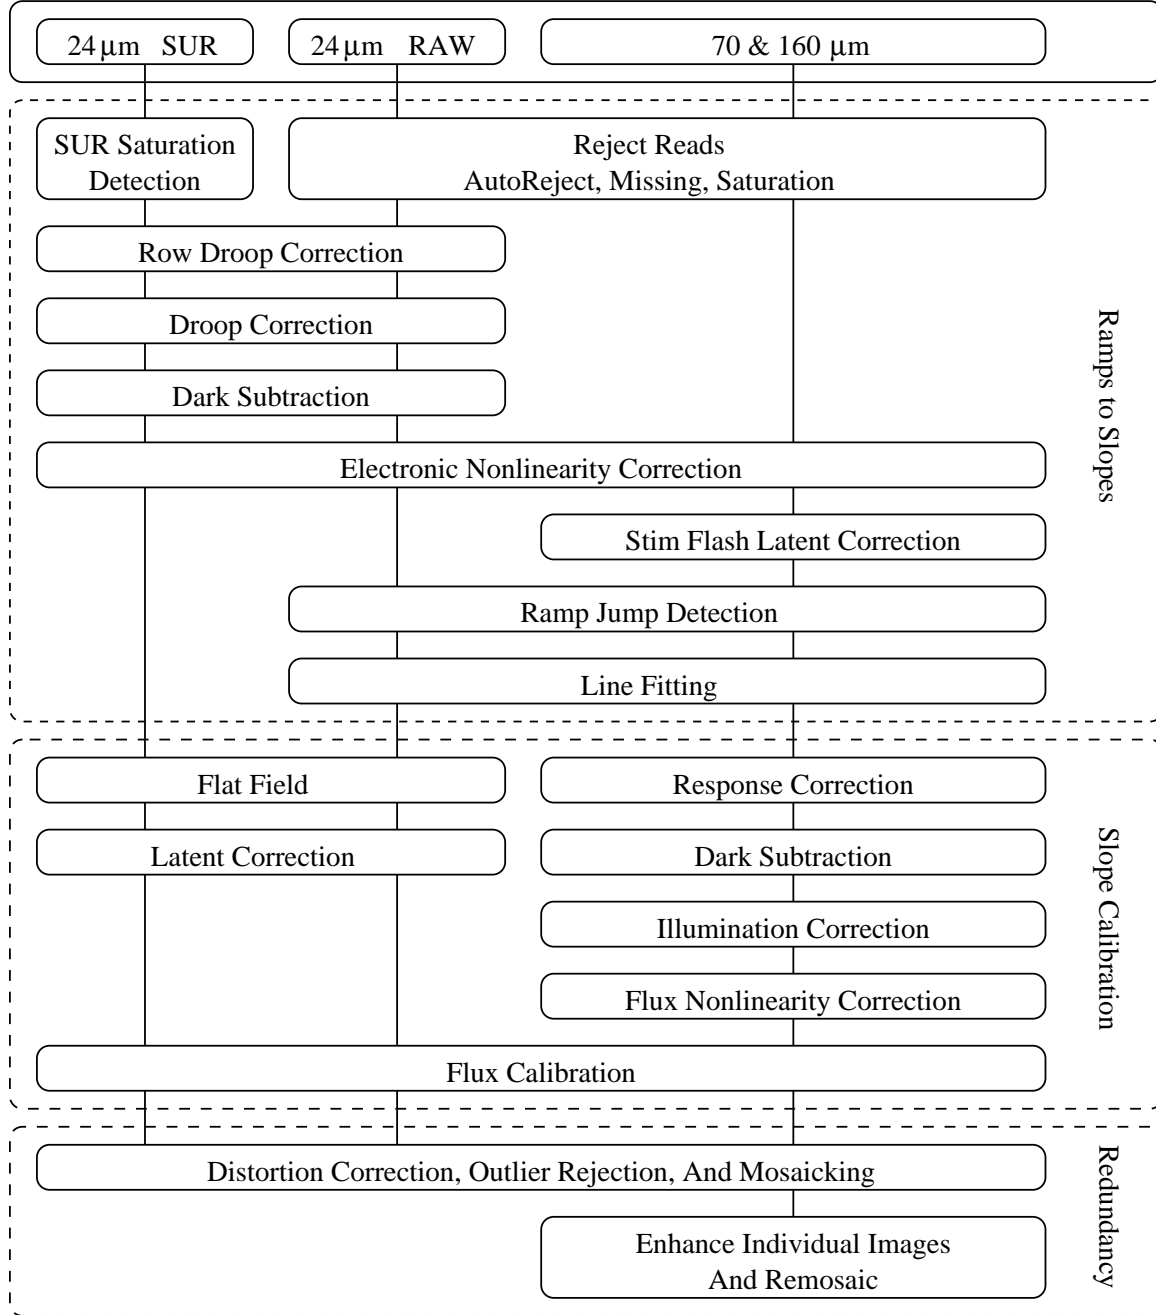 24 μm SUR
24 μm RAW
70 & 160 μm
SUR Saturation
Detection
Reject Reads
AutoReject, Missing, Saturation
Row Droop Correction
Droop Correction
Dark Subtraction
Electronic Nonlinearity Correction
Stim Flash Latent Correction
Ramp Jump Detection
Line Fitting
Ramps to Slopes
Flat Field
Response Correction
Latent Correction
Dark Subtraction
Illumination Correction
Flux Nonlinearity Correction
Flux Calibration
Slope Calibration
Distortion Correction, Outlier Rejection, And Mosaicking
Enhance Individual Images
And Remosaic
Redundancy